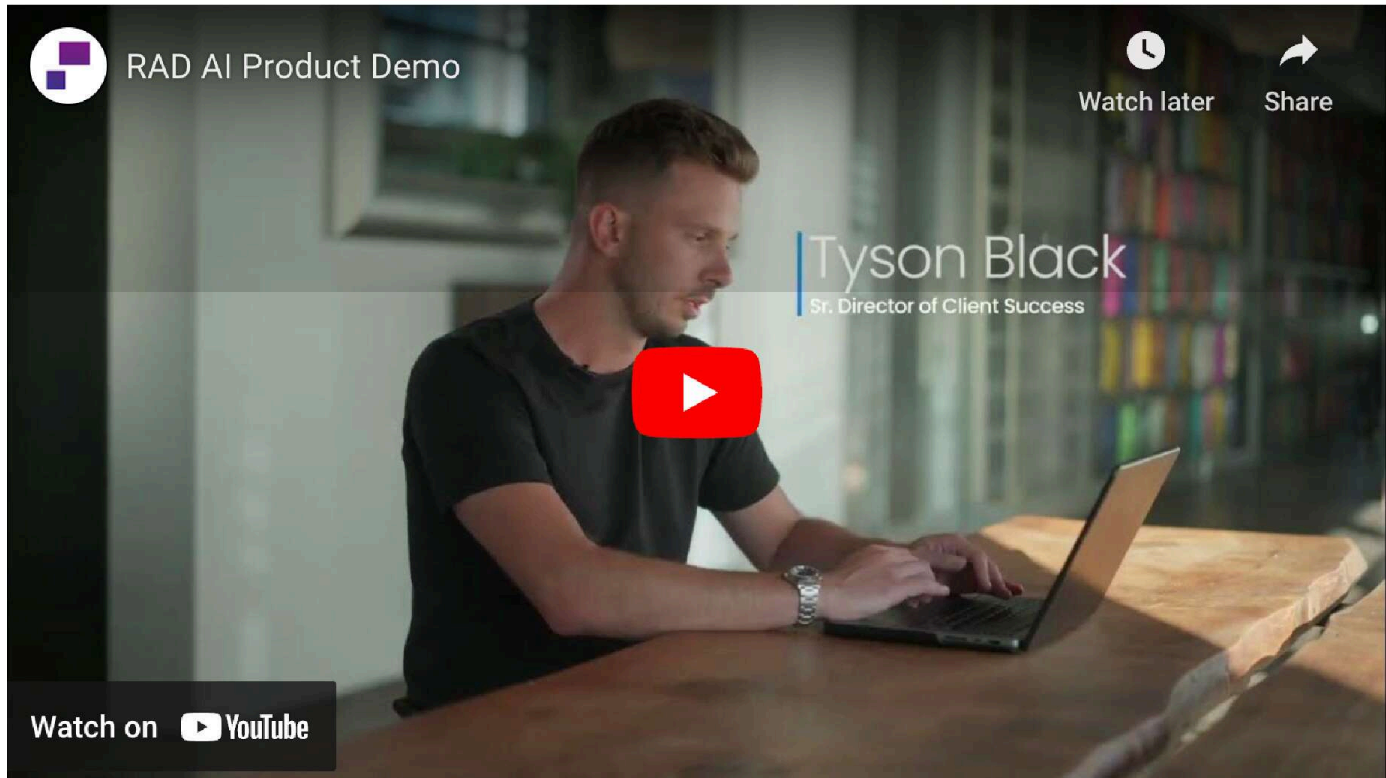 RAD AI Product Demo
Watch later
Share
Tyson Black
Sr. Director of Client Success
Watch on YouTube